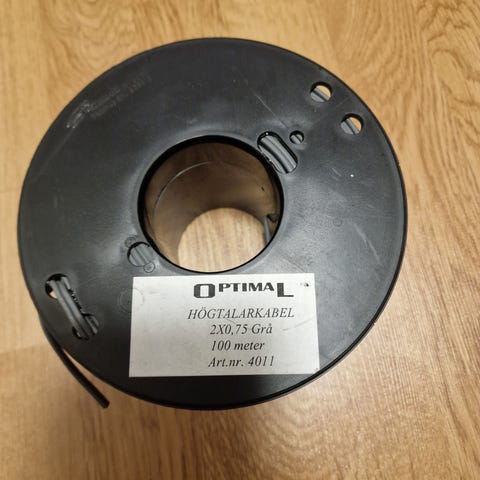 OPTIMAL
HÖGTALARKABEL
2X0,75 Grå
100 meter
Art.nr. 4011